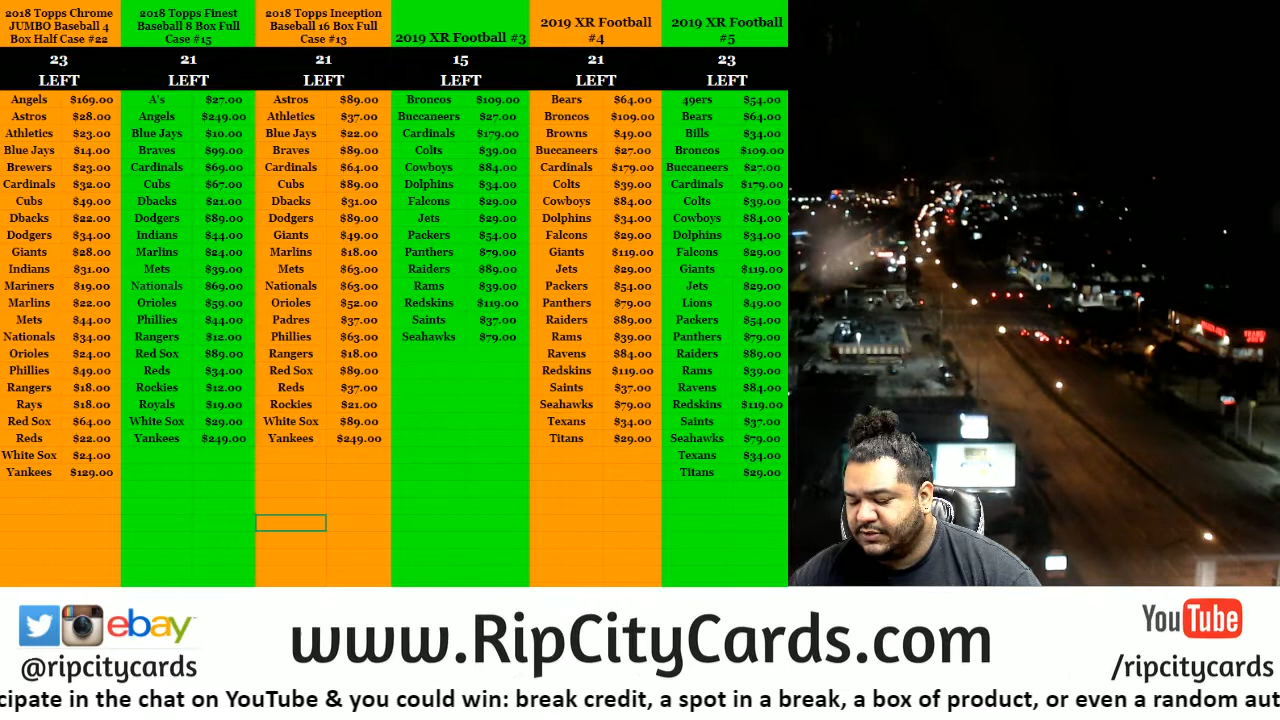 2018 Topps Chrome
JUMBO Baseball 4
Box Half Case #22
23
LEFT
Angels $169.00
Astros $28.00
Athletics $23.00
Blue Jays $14.00
Brewers $23.00
Cardinals $32.00
Cubs $49.00
Dbacks $22.00
Dodgers $34.00
Giants $28.00
Indians $31.00
Mariners $19.00
Marlins $22.00
Mets $44.00
Nationals $34.00
Orioles $24.00
Phillies $49.00
Rangers $18.00
Rays $18.00
Red Sox $64.00
Reds $22.00
White Sox $24.00
Yankees $129.00
2018 Topps Finest
Baseball 8 Box Full
Case #15
21
LEFT
A's $27.00
Angels $249.00
Blue Jays $10.00
Braves $99.00
Cardinals $69.00
Cubs $67.00
Dbacks $21.00
Dodgers $89.00
Indians $44.00
Marlins $24.00
Mets $39.00
Nationals $69.00
Orioles $59.00
Phillies $44.00
Rangers $12.00
Red Sox $89.00
Reds $34.00
Rockies $12.00
Royals $19.00
White Sox $29.00
Yankees $249.00
2018 Topps Inception
Baseball 16 Box Full
Case #13
21
LEFT
Astros $89.00
Athletics $37.00
Blue Jays $22.00
Braves $89.00
Cardinals $64.00
Cubs $89.00
Dbacks $31.00
Dodgers $89.00
Giants $49.00
Marlins $18.00
Mets $63.00
Nationals $63.00
Orioles $52.00
Padres $37.00
Phillies $63.00
Rangers $18.00
Red Sox $89.00
Reds $37.00
Rockies $21.00
White Sox $89.00
Yankees $249.00
2019 XR Football #3
15
LEFT
Broncos $109.00
Buccaneers $27.00
Cardinals $179.00
Colts $39.00
Cowboys $84.00
Dolphins $34.00
Falcons $29.00
Jets $29.00
Packers $54.00
Panthers $79.00
Raiders $89.00
Rams $39.00
Redskins $119.00
Saints $37.00
Seahawks $79.00
2019 XR Football
#4
21
LEFT
Bears $64.00
Broncos $109.00
Browns $49.00
Buccaneers $27.00
Cardinals $179.00
Colts $39.00
Cowboys $84.00
Dolphins $34.00
Falcons $29.00
Giants $119.00
Jets $29.00
Packers $54.00
Panthers $79.00
Raiders $89.00
Rams $39.00
Ravens $84.00
Redskins $119.00
Saints $37.00
Seahawks $79.00
Texans $34.00
Titans $29.00
2019 XR Football
#5
23
LEFT
49ers $54.00
Bears $64.00
Bills $34.00
Broncos $109.00
Buccaneers $27.00
Cardinals $179.00
Colts $39.00
Cowboys $84.00
Dolphins $34.00
Falcons $29.00
Giants $119.00
Jets $29.00
Lions $49.00
Packers $54.00
Panthers $79.00
Raiders $89.00
Rams $39.00
Ravens $84.00
Redskins $119.00
Saints $37.00
Seahawks $79.00
Texans $34.00
Titans $29.00
ebay
@ripcitycards
www.RipCityCards.com
YouTube
/ripcitycards
cipate in the chat on YouTube & you could win: break credit, a spot in a break, a box of product, or even a random aut